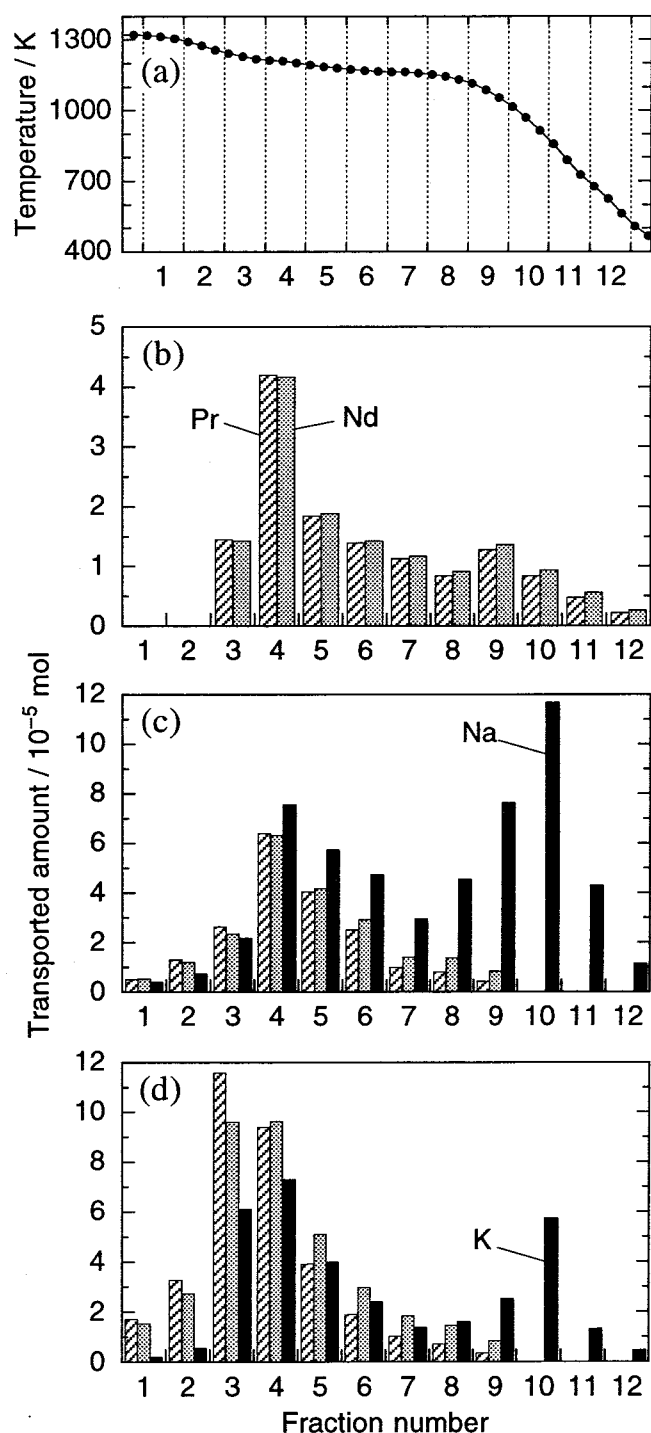 1300
1000
700
400
Temperature / K
(a)
1 2 3 4 5 6 7 8 9 10 11 12
5
4
3
2
1
0
(b)
Pr
Nd
1 2 3 4 5 6 7 8 9 10 11 12
Transported amount / 10⁻⁵ mol
12
10
8
6
4
2
0
(c)
Na
1 2 3 4 5 6 7 8 9 10 11 12
12
10
8
6
4
2
0
(d)
K
1 2 3 4 5 6 7 8 9 10 11 12
Fraction number